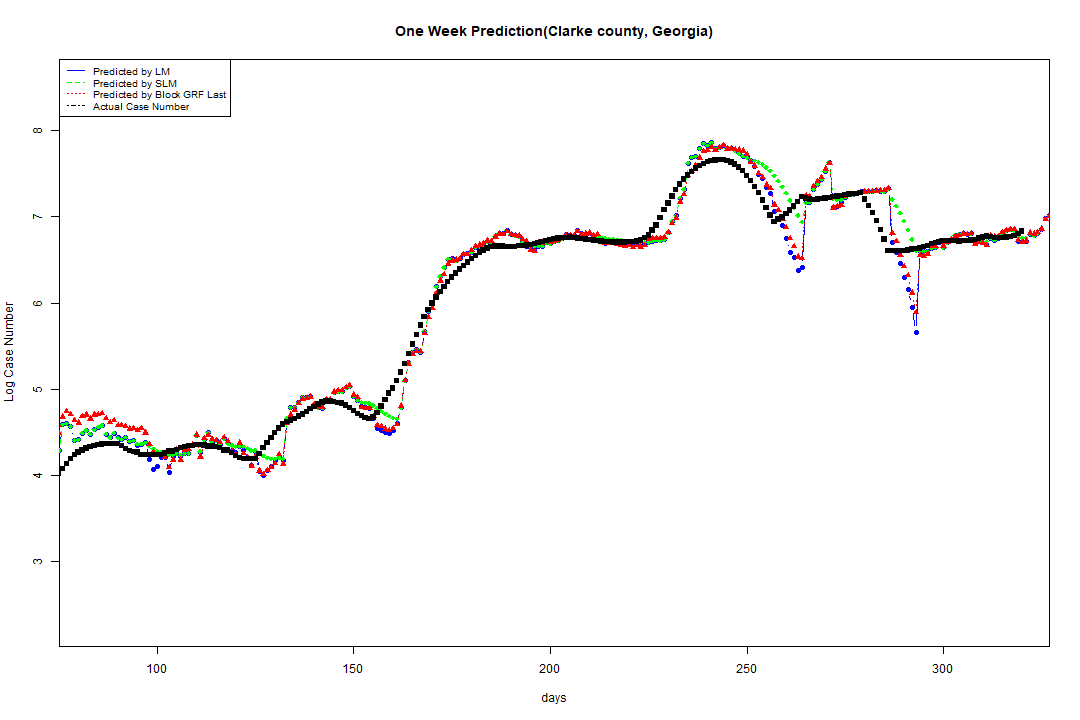 One Week Prediction(Clarke county, Georgia)
Predicted by LM
Predicted by SLM
Predicted by Block GRF Last
Actual Case Number
8
7
6
5
4
3
Log Case Number
100 150 200 250 300
days